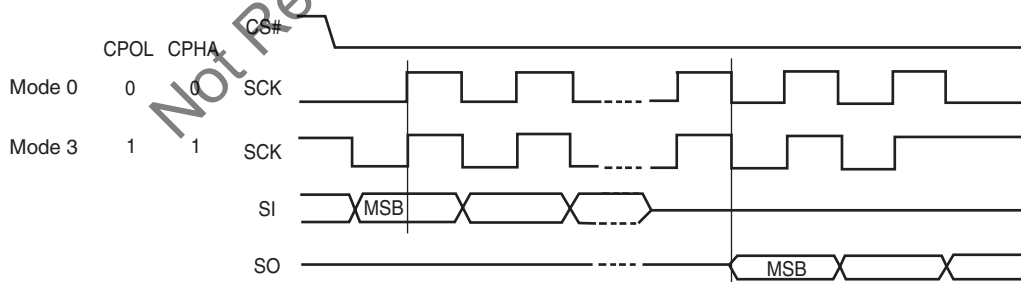 CS#
CPOL CPHA
Mode 0 0 0 SCK
Mode 3 1 1 SCK
SI MSB
SO MSB
Not Re